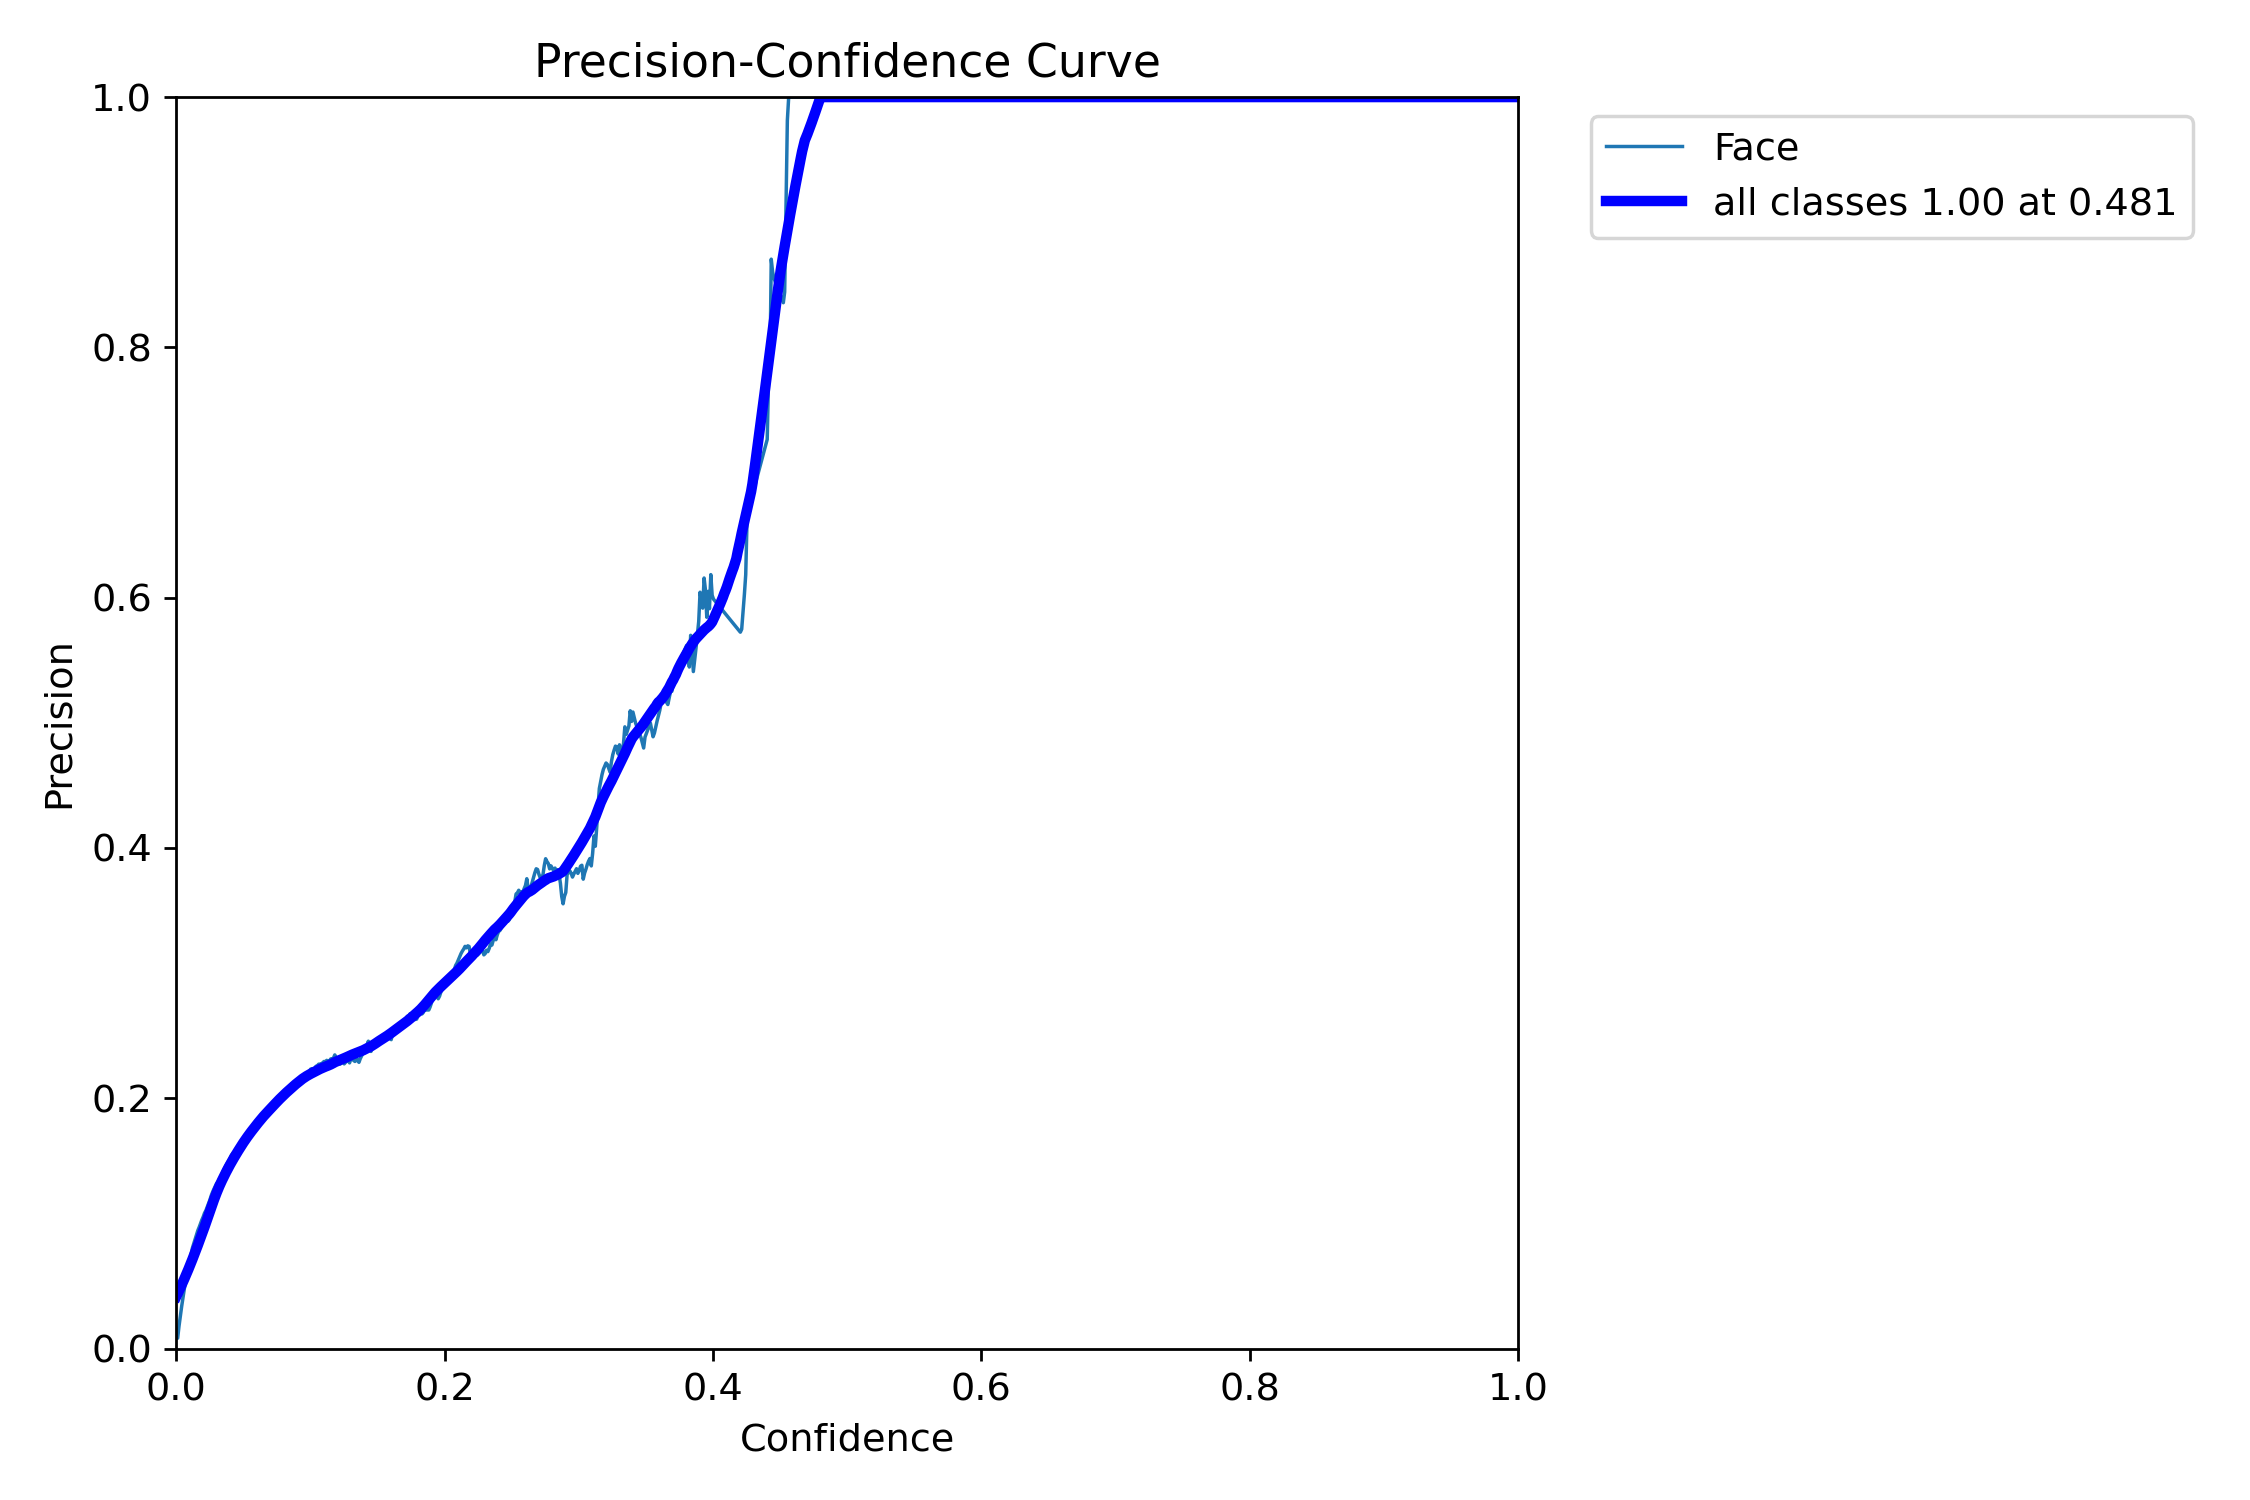 Precision-Confidence Curve
1.0
0.8
0.6
0.4
0.2
0.0
Precision
0.0 0.2 0.4 0.6 0.8 1.0
Confidence
Face
all classes 1.00 at 0.481